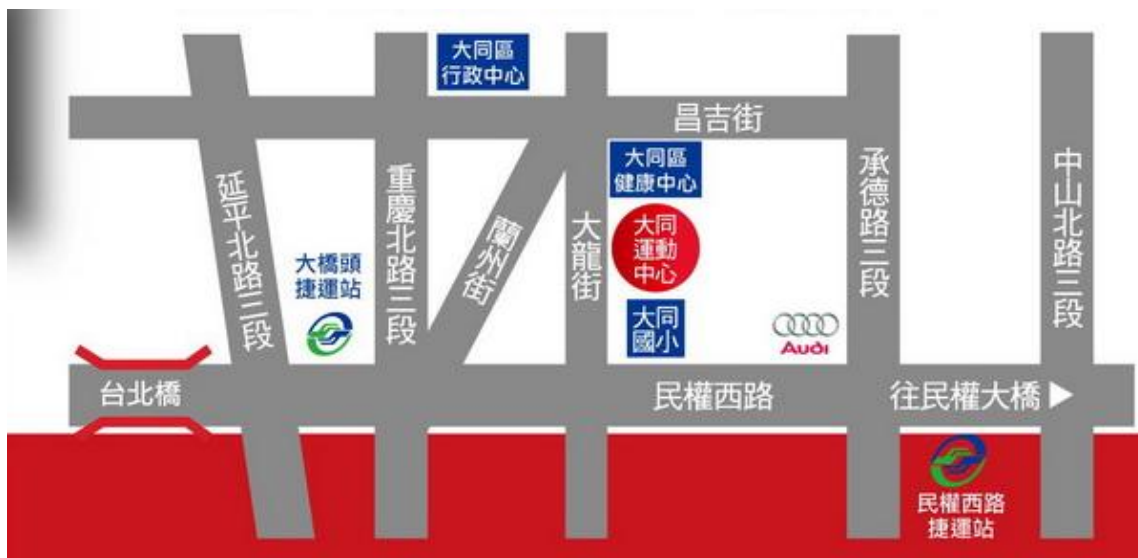 大同區
行政中心
昌吉街
大同區
健康中心
大同
運動
中心
大同
國小
延平北路三段
大橋頭
捷運站
重慶北路三段
蘭州街
大龍街
Audi
承德路三段
中山北路三段
台北橋
民權西路
往民權大橋▶
民權西路
捷運站